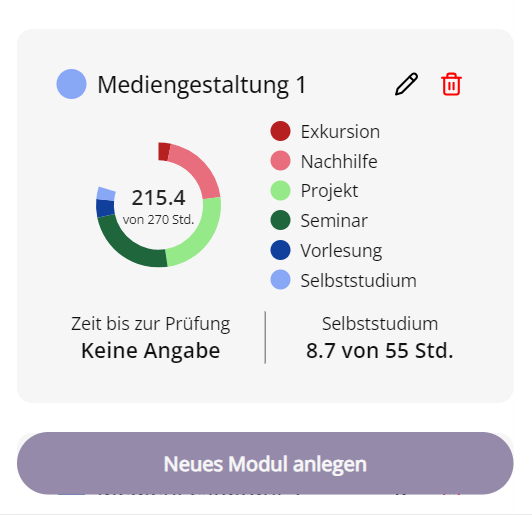 Mediengestaltung 1
Exkursion
Nachhilfe
Projekt
Seminar
Vorlesung
Selbststudium
215.4
von 270 Std.
Zeit bis zur Prüfung
Keine Angabe
Selbststudium
8.7 von 55 Std.
Neues Modul anlegen